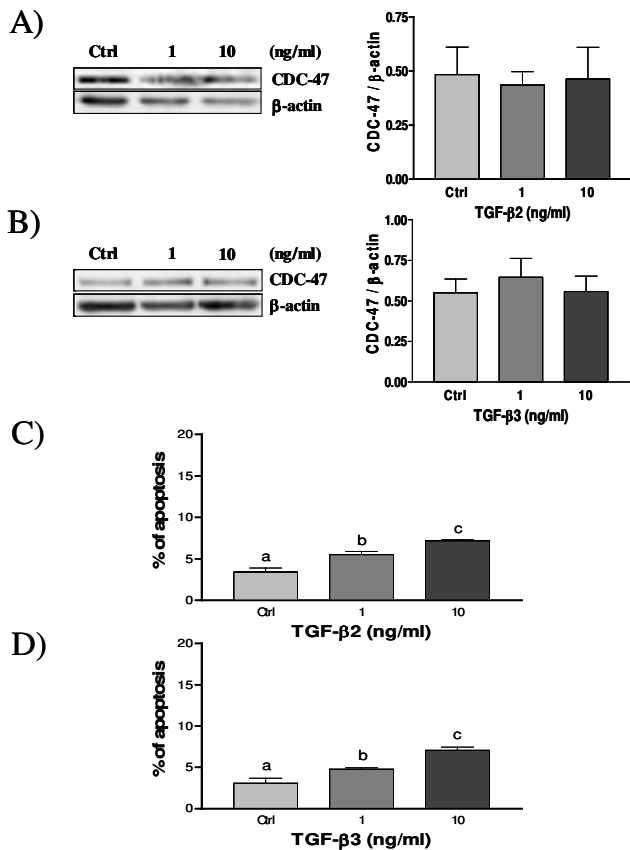 A)
Ctrl 1 10 (ng/ml)
CDC-47
β-actin
CDC-47 / β-actin
0.75
0.50
0.25
0.00
Ctrl 1 10
TGF-β2 (ng/ml)
B)
Ctrl 1 10 (ng/ml)
CDC-47
β-actin
CDC-47 / β-actin
1.00
0.75
0.50
0.25
0.00
Ctrl 1 10
TGF-β3 (ng/ml)
C)
% of apoptosis
20
15
10
5
0
a b c
Ctrl 1 10
TGF-β2 (ng/ml)
D)
% of apoptosis
20
15
10
5
0
a b c
Ctrl 1 10
TGF-β3 (ng/ml)